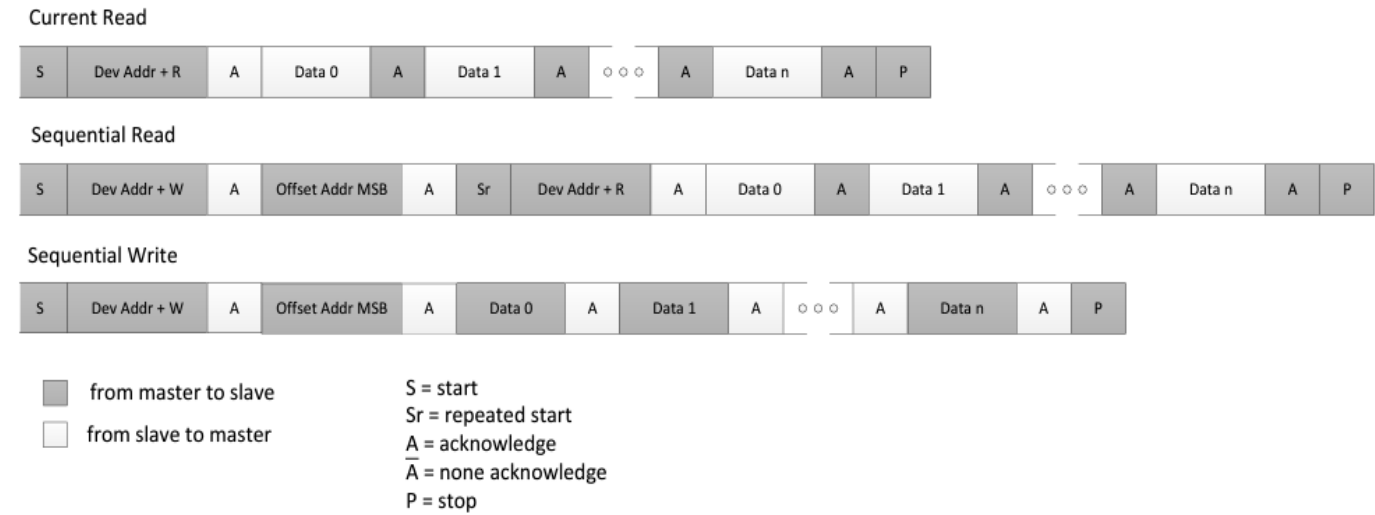 Current Read
S Dev Addr + R A Data 0 A Data 1 A ○○○ A Data n A P
Sequential Read
S Dev Addr + W A Offset Addr MSB A Sr Dev Addr + R A Data 0 A Data 1 A ○○○ A Data n A P
Sequential Write
S Dev Addr + W A Offset Addr MSB A Data 0 A Data 1 A ○○○ A Data n A P
from master to slave
from slave to master
S = start
Sr = repeated start
A = acknowledge
A̅ = none acknowledge
P = stop